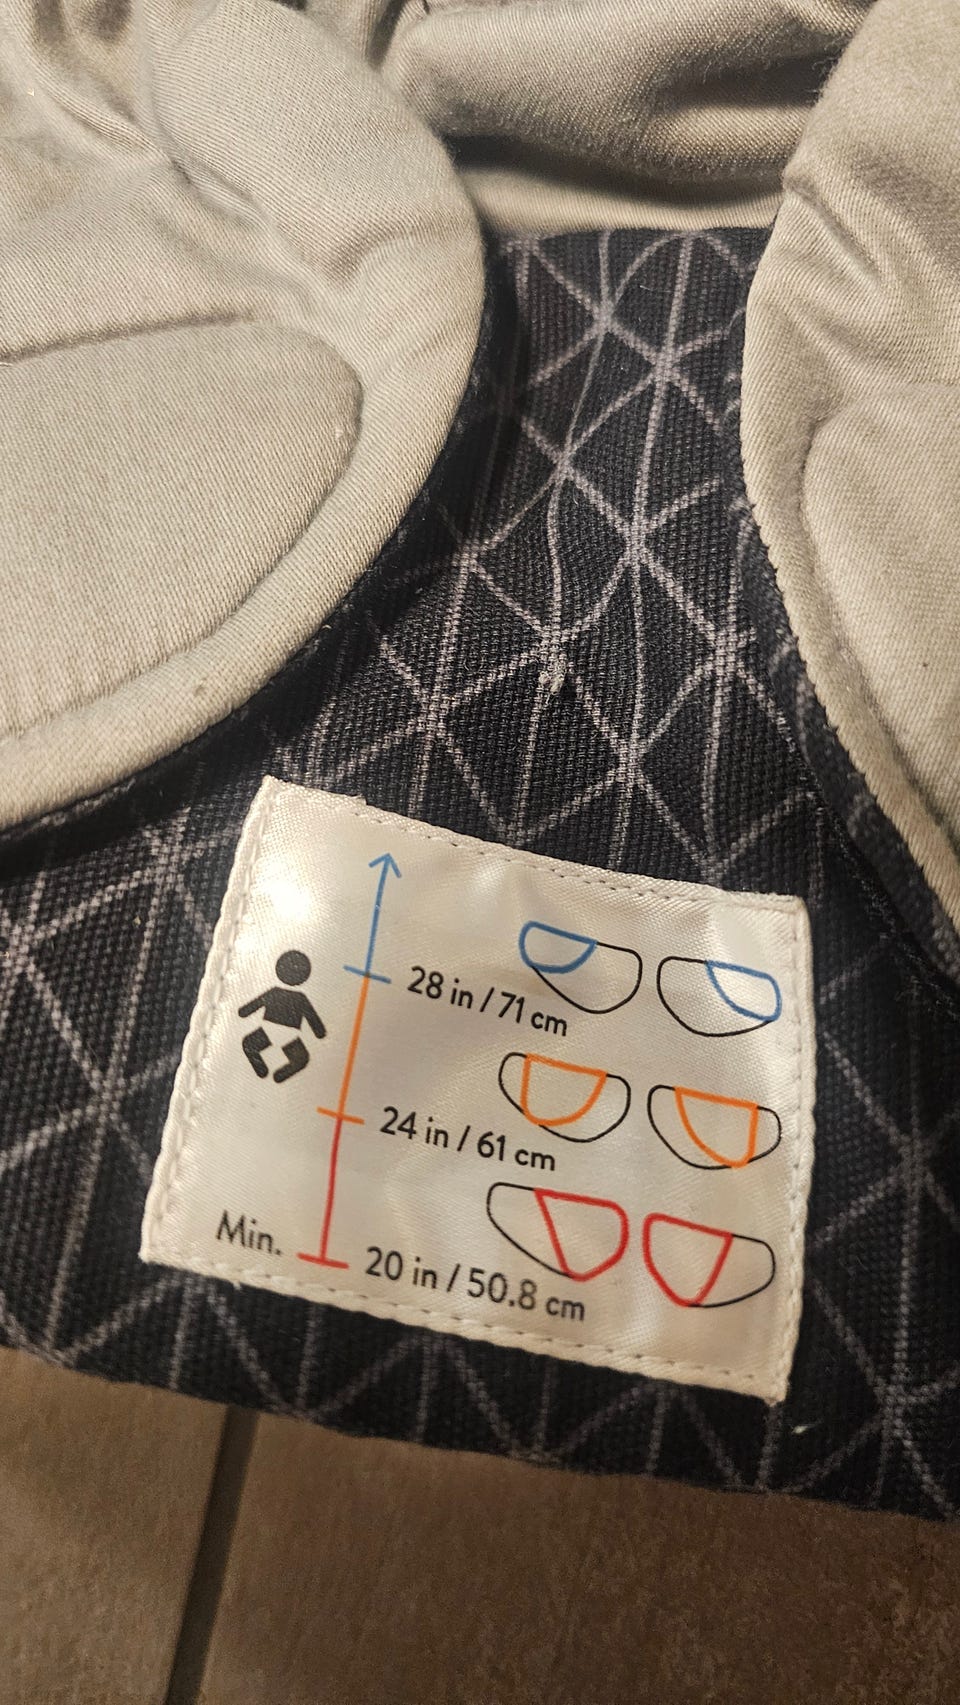 28 in / 71 cm
24 in / 61 cm
Min. 20 in / 50.8 cm